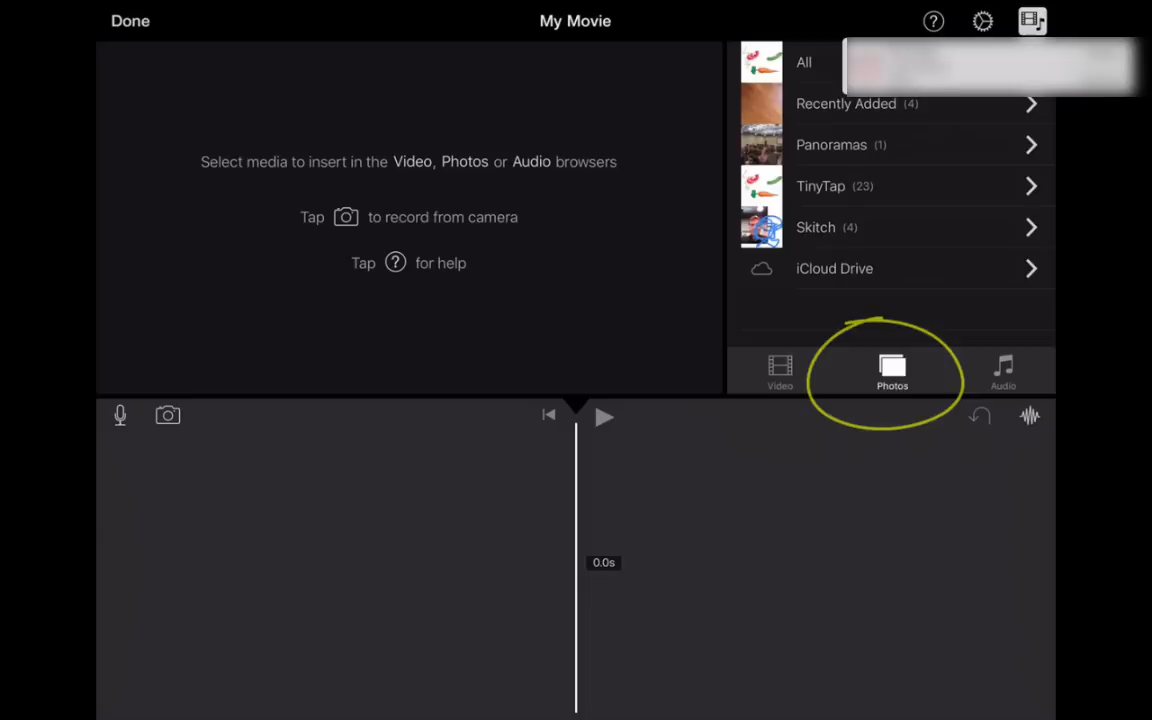 Done
My Movie
?
All
Recently Added (4)
Panoramas (1)
TinyTap (23)
Skitch (4)
iCloud Drive
Select media to insert in the Video, Photos or Audio browsers
Tap to record from camera
Tap ? for help
Video
Photos
Audio
0.0s